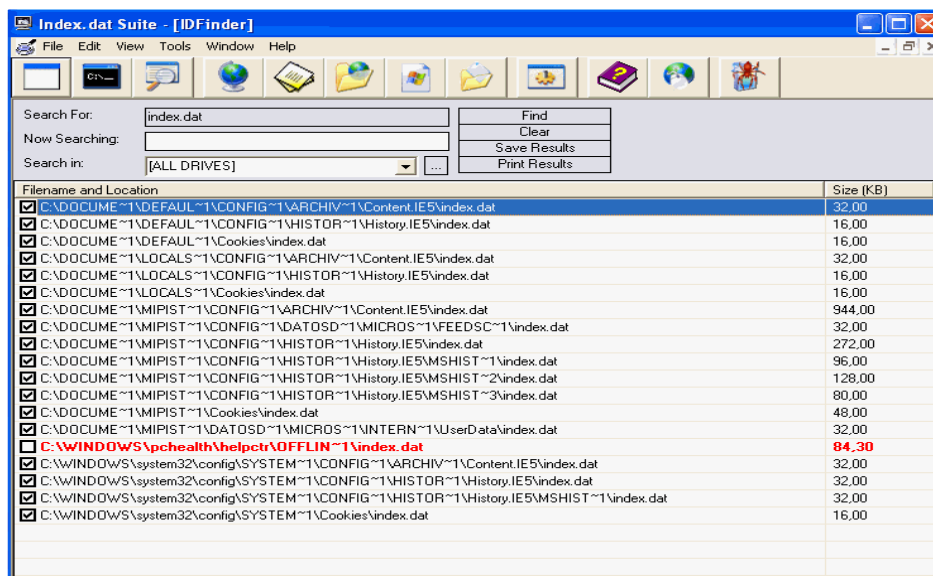 Index.dat Suite - [IDFinder]
File Edit View Tools Window Help
C:\_
Search For: index.dat Find
Clear
Now Searching: Save Results
Search in: [ALL DRIVES] ... Print Results
Filename and Location Size (KB)
C:\DOCUME~1\DEFAUL~1\CONFIG~1\ARCHIV~1\Content.IE5\index.dat 32,00
C:\DOCUME~1\DEFAUL~1\CONFIG~1\HISTOR~1\History.IE5\index.dat 16,00
C:\DOCUME~1\DEFAUL~1\Cookies\index.dat 16,00
C:\DOCUME~1\LOCALS~1\CONFIG~1\ARCHIV~1\Content.IE5\index.dat 32,00
C:\DOCUME~1\LOCALS~1\CONFIG~1\HISTOR~1\History.IE5\index.dat 16,00
C:\DOCUME~1\LOCALS~1\Cookies\index.dat 16,00
C:\DOCUME~1\MIPIST~1\CONFIG~1\ARCHIV~1\Content.IE5\index.dat 944,00
C:\DOCUME~1\MIPIST~1\CONFIG~1\DATOSD~1\MICROS~1\FEEDSC~1\index.dat 32,00
C:\DOCUME~1\MIPIST~1\CONFIG~1\HISTOR~1\History.IE5\index.dat 272,00
C:\DOCUME~1\MIPIST~1\CONFIG~1\HISTOR~1\History.IE5\MSHIST~1\index.dat 96,00
C:\DOCUME~1\MIPIST~1\CONFIG~1\HISTOR~1\History.IE5\MSHIST~2\index.dat 128,00
C:\DOCUME~1\MIPIST~1\CONFIG~1\HISTOR~1\History.IE5\MSHIST~3\index.dat 80,00
C:\DOCUME~1\MIPIST~1\Cookies\index.dat 48,00
C:\DOCUME~1\MIPIST~1\DATOSD~1\MICROS~1\INTERN~1\UserData\index.dat 32,00
C:\WINDOWS\pchealth\helpctr\OFFLIN~1\index.dat 84,30
C:\WINDOWS\system32\config\SYSTEM~1\CONFIG~1\ARCHIV~1\Content.IE5\index.dat 32,00
C:\WINDOWS\system32\config\SYSTEM~1\CONFIG~1\HISTOR~1\History.IE5\index.dat 32,00
C:\WINDOWS\system32\config\SYSTEM~1\CONFIG~1\HISTOR~1\History.IE5\MSHIST~1\index.dat 32,00
C:\WINDOWS\system32\config\SYSTEM~1\Cookies\index.dat 16,00